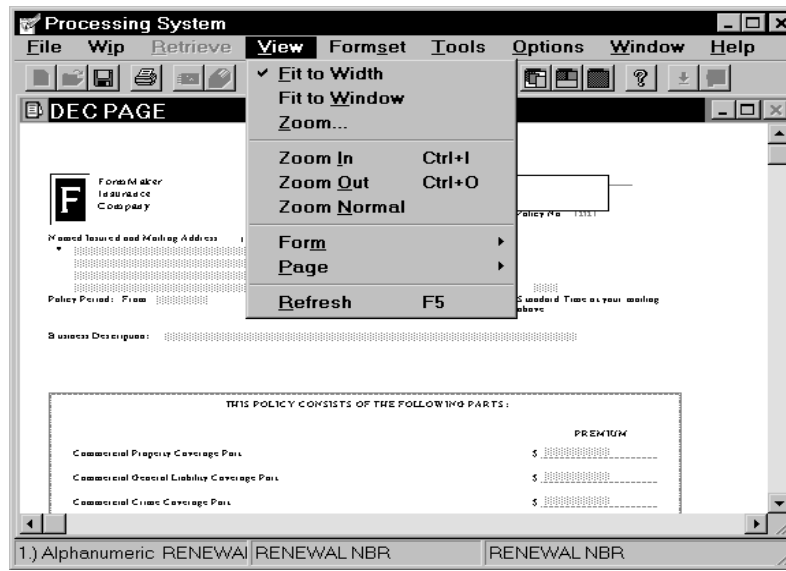 Processing System
File Wip Retrieve View Formset Tools Options Window Help
DEC PAGE
Fit to Width
Fit to Window
Zoom...
Zoom In Ctrl+I
Zoom Out Ctrl+O
Zoom Normal
Form
Page
Refresh F5
F
FormMaker
Insurance
Company
Policy No
Named Insured and Mailing Address
Policy Period: From
Standard Time at your mailing
above
Business Description:
THIS POLICY CONSISTS OF THE FOLLOWING PARTS:
PREMIUM
Commercial Property Coverage Part $
Commercial General Liability Coverage Part $
Commercial Crime Coverage Part $
1.) Alphanumeric RENEWAL RENEWAL NBR RENEWAL NBR